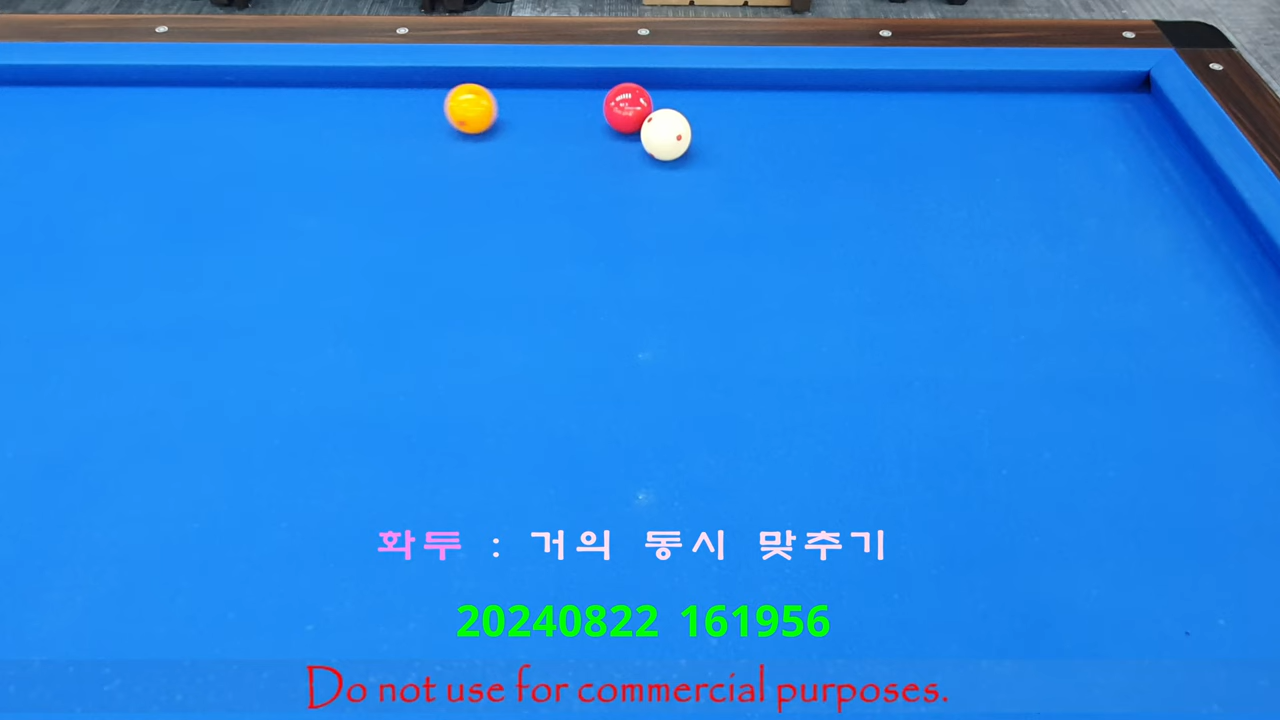 화두 : 거의 동시 맞추기
20240822 161956
Do not use for commercial purposes.